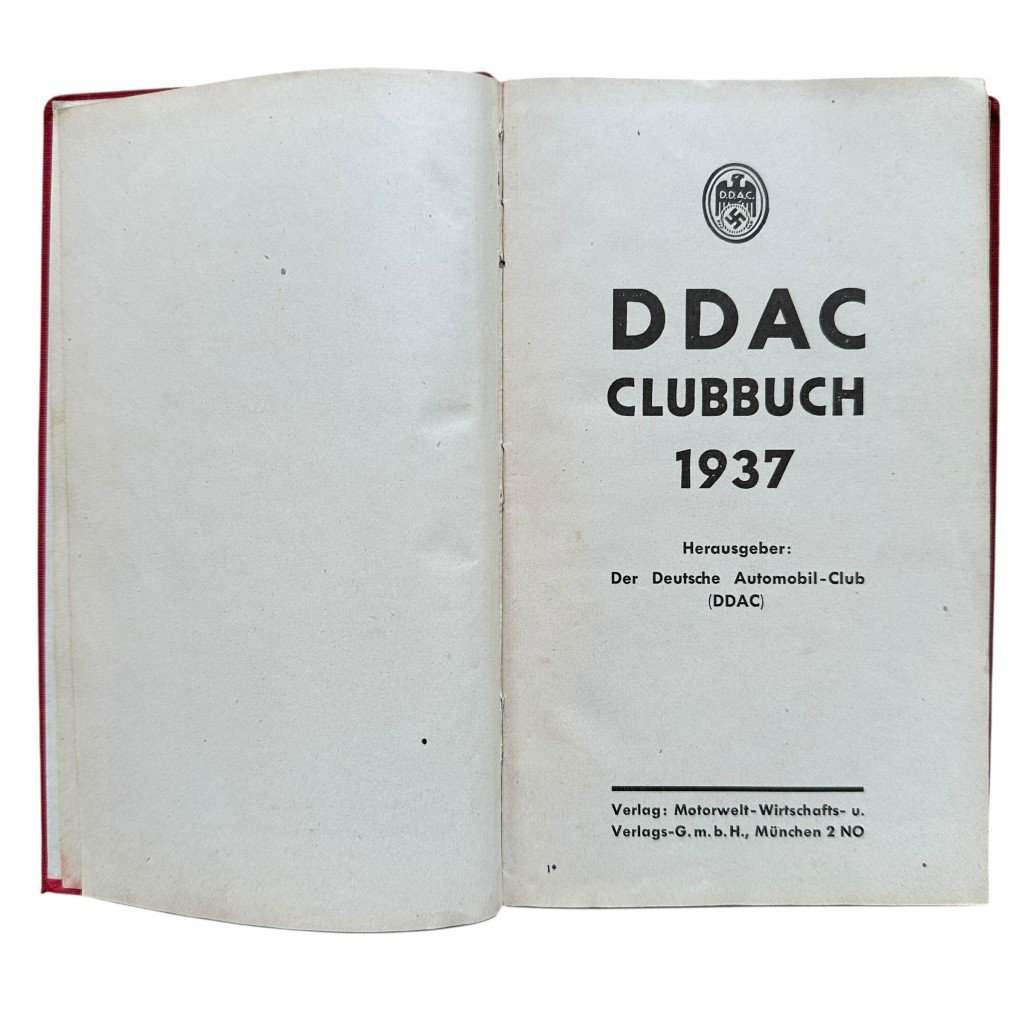 D.D.A.C.
DDAC
CLUBBUCH
1937
Herausgeber:
Der Deutsche Automobil-Club
(DDAC)
Verlag: Motorwelt-Wirtschafts- u.
Verlags-G.m.b.H., München 2 NO
1*